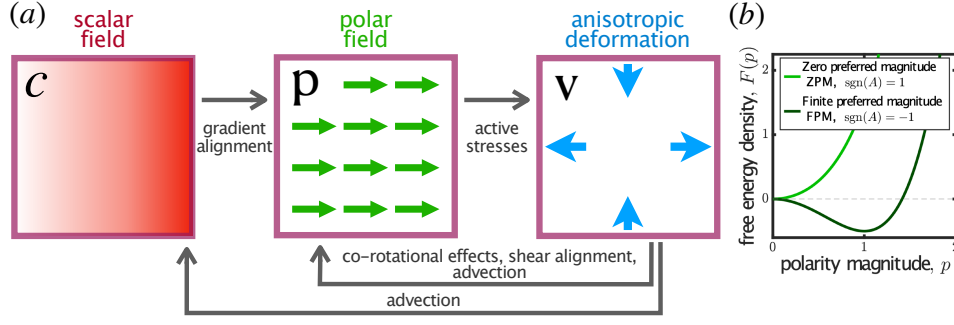 (a)
scalar
field
polar
field
anisotropic
deformation
c
p
v
gradient
alignment
active
stresses
co-rotational effects, shear alignment,
advection
advection
(b)
free energy density, F(p)
2
1
0
Zero preferred magnitude
ZPM, sgn(A) = 1
Finite preferred magnitude
FPM, sgn(A) = −1
0
1
2
polarity magnitude, p